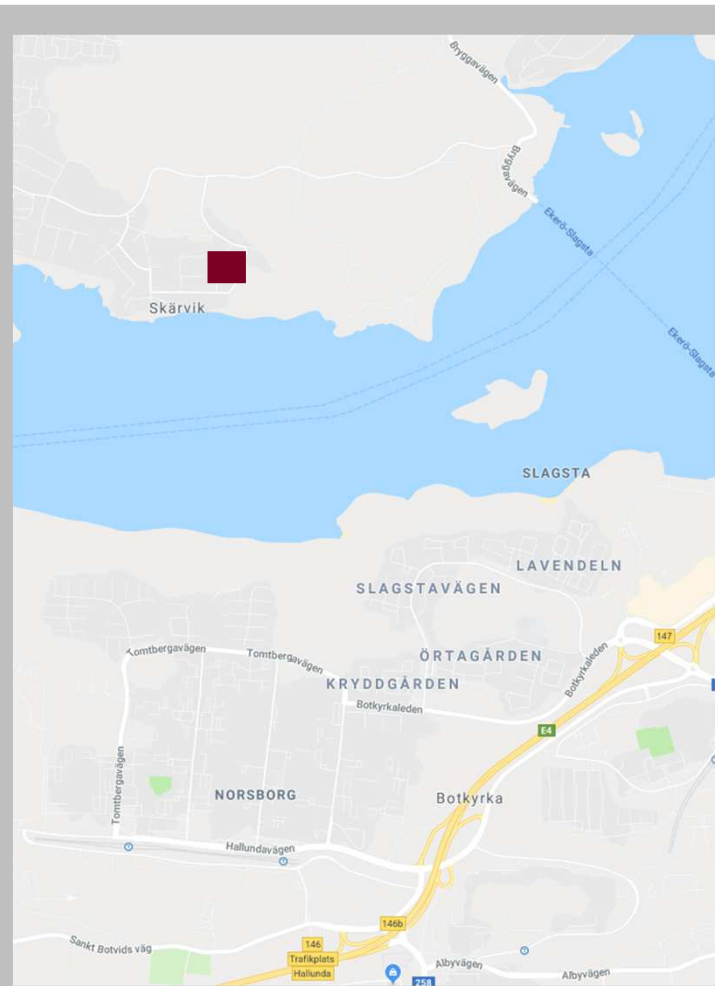 Bryggavägen
Bryggavägen
Ekerö-Slagsta
Skärvik
Ekerö-Slagsta
SLAGSTA
LAVENDELN
SLAGSTAVÄGEN
147
Tomtbergavägen
Tomtbergavägen
ÖRTAGÅRDEN
Botkyrkaleden
KRYDDGÅRDEN
Botkyrkaleden
E4
Tomtbergavägen
NORSBORG
Botkyrka
Hallundavägen
146b
Sankt Botvids väg
146
Trafikplats
Hallunda
Albyvägen
Albyvägen
258